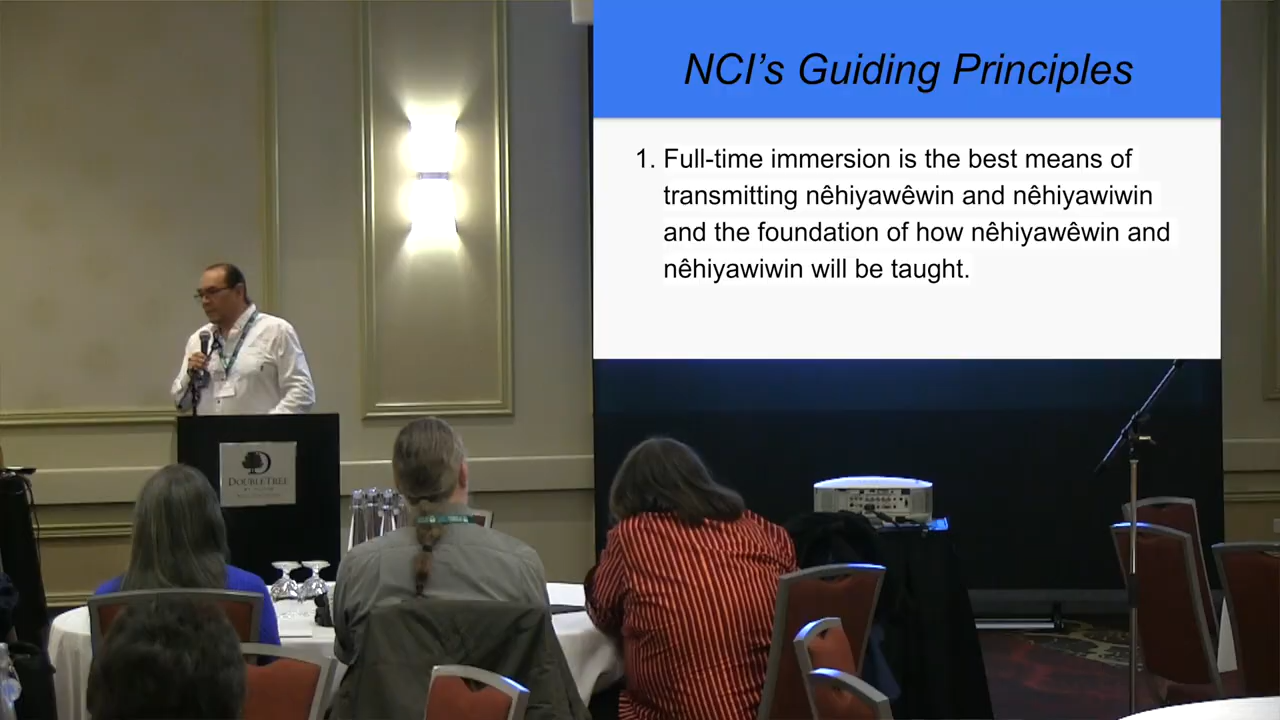 NCI's Guiding Principles
1. Full-time immersion is the best means of
transmitting nêhiyawêwin and nêhiyawiwin
and the foundation of how nêhiyawêwin and
nêhiyawiwin will be taught.
DOUBLETREE